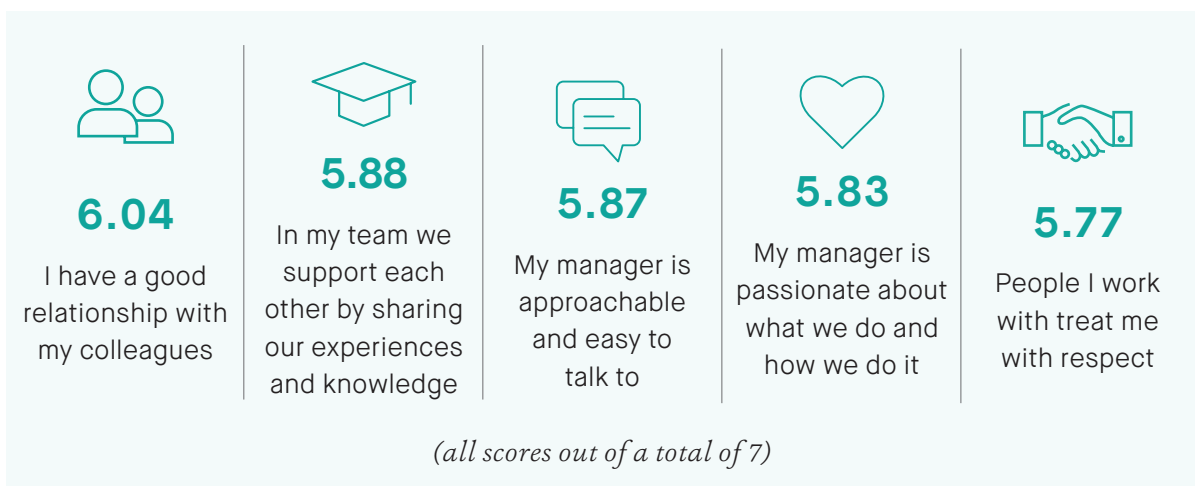 6.04
I have a good
relationship with
my colleagues
5.88
In my team we
support each
other by sharing
our experiences
and knowledge
5.87
My manager is
approachable
and easy to
talk to
5.83
My manager is
passionate about
what we do and
how we do it
5.77
People I work
with treat me
with respect
(all scores out of a total of 7)